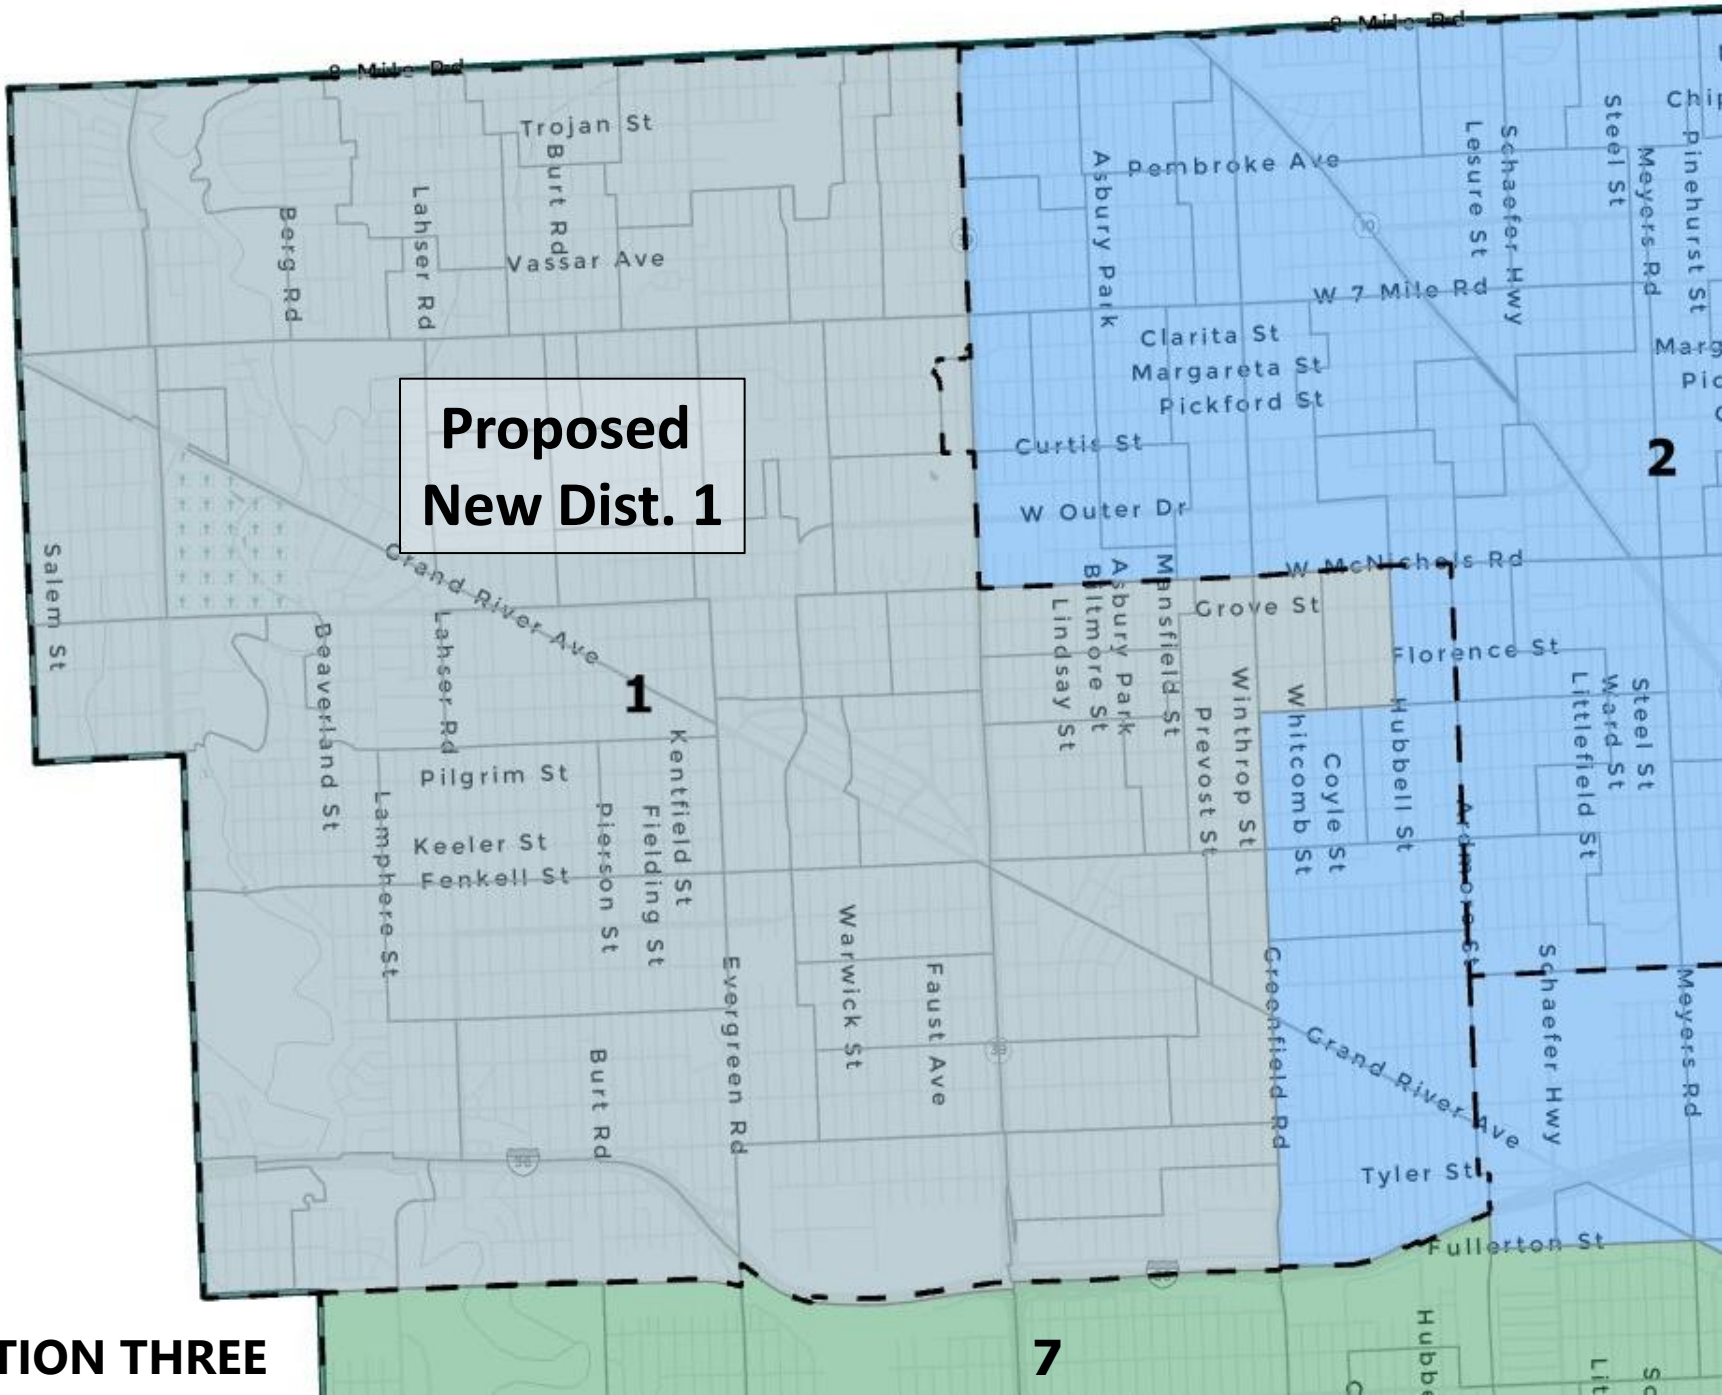 8 Mile Rd
8 Mile Rd
Trojan St
Burt Rd
Berg Rd
Lahser Rd
Vassar Ave
Asbury Park
Pembroke Ave
Lesure St
Schaefer Hwy
Steel St
Meyers Rd
Pinehurst St
W 7 Mile Rd
Clarita St
Margareta St
Pickford St
Curtis St
W Outer Dr
2
Proposed
New Dist. 1
Grand River Ave
Salem St
W McNichols Rd
Grove St
Florence St
Beaverland St
Lahser Rd
1
Lindsay St
Biltmore St
Asbury Park
Mansfield St
Prevost St
Winthrop St
Whitcomb St
Coyle St
Hubbell St
Ardmore St
Littlefield St
Ward St
Steel St
Pilgrim St
Keeler St
Fenkell St
Lamphere St
Pierson St
Fielding St
Kentfield St
Evergreen Rd
Warwick St
Faust Ave
Greenfield Rd
Grand River Ave
Schaefer Hwy
Meyers Rd
Burt Rd
Tyler St
Fullerton St
TION THREE
7